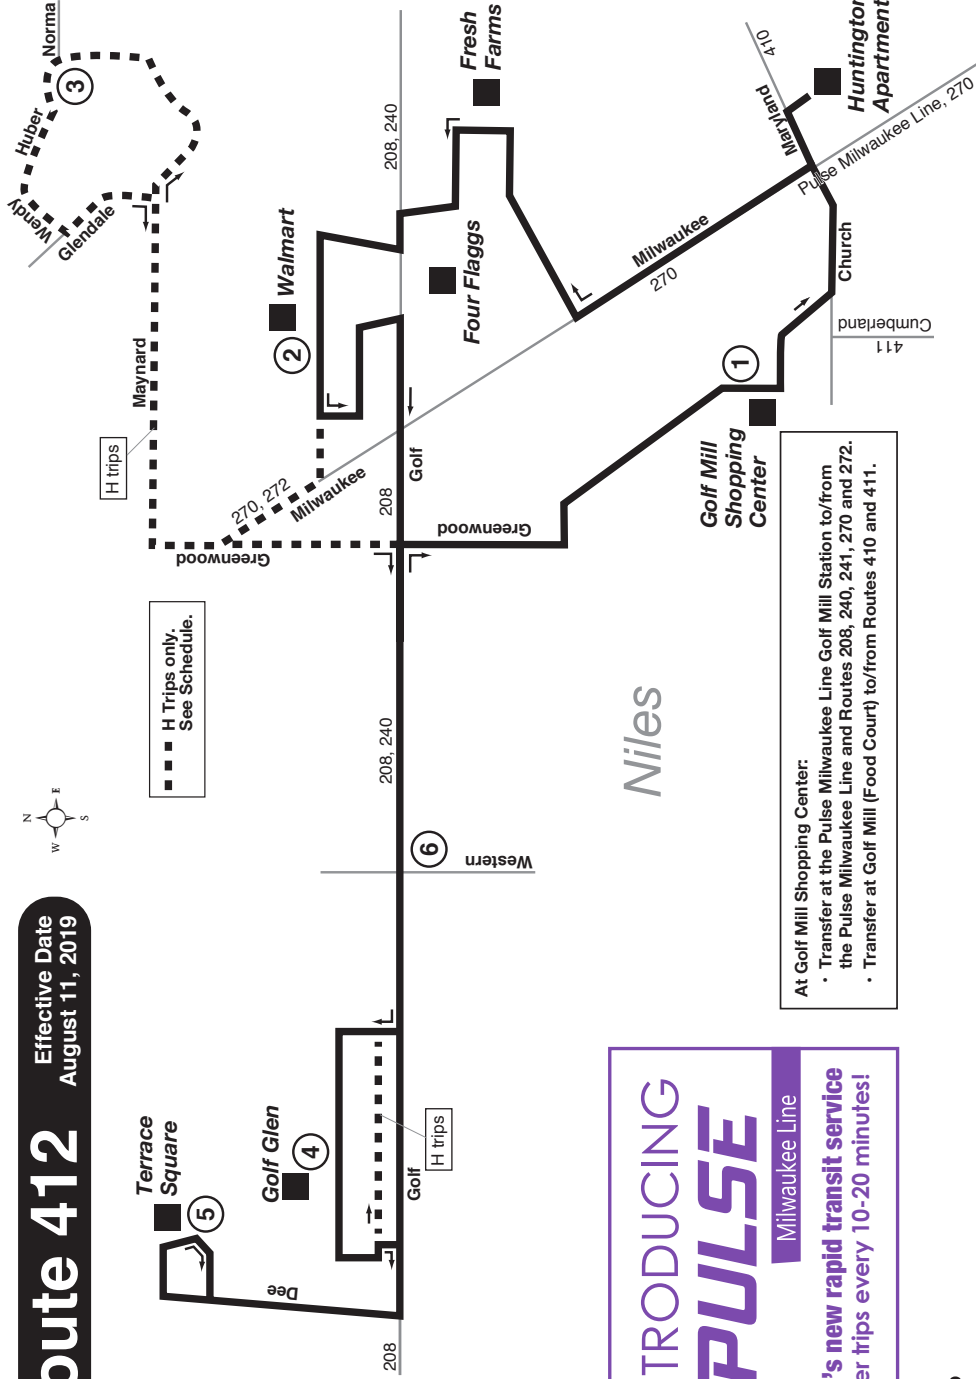 oute 412
Effective Date
August 11, 2019
N
W
E
S
H Trips only.
See Schedule.
H trips
Maynard
Wendy
Glendale
Huber
Norma
3
Greenwood
270, 272
Milwaukee
2
Walmart
Fresh
Farms
208, 240
Four Flaggs
Golf
208
Greenwood
Milwaukee
270
Maryland
410
Huntington
Apartment
Pulse Milwaukee Line, 270
Church
Cumberland
411
1
Golf Mill
Shopping
Center
208, 240
6
Western
Niles
Terrace
Square
5
Golf Glen
4
Golf
H trips
Dee
208
At Golf Mill Shopping Center:
• Transfer at the Pulse Milwaukee Line Golf Mill Station to/from
the Pulse Milwaukee Line and Routes 208, 240, 241, 270 and 272.
• Transfer at Golf Mill (Food Court) to/from Routes 410 and 411.
TRODUCING
PULSE
Milwaukee Line
's new rapid transit service
er trips every 10-20 minutes!